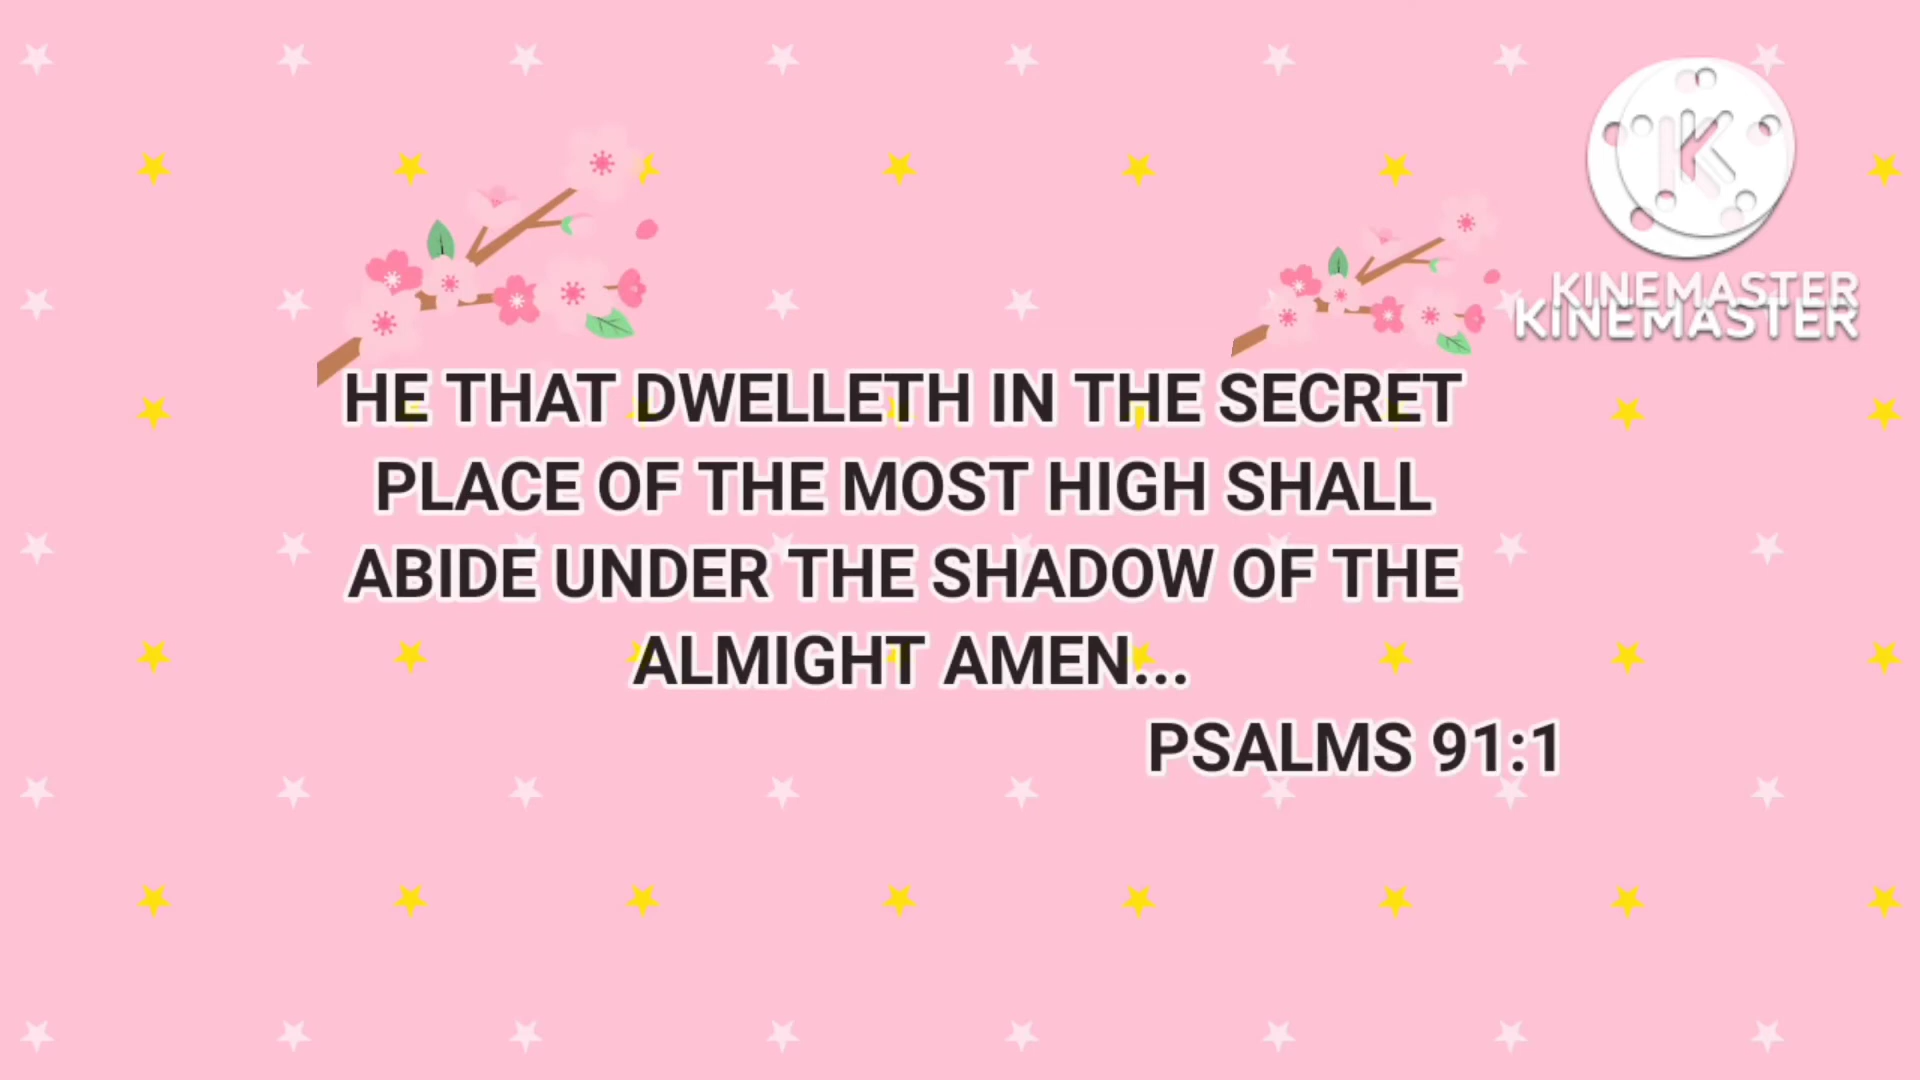 KINEMASTER
KINEMASTER
HE THAT DWELLETH IN THE SECRET
PLACE OF THE MOST HIGH SHALL
ABIDE UNDER THE SHADOW OF THE
ALMIGHT AMEN...
PSALMS 91:1